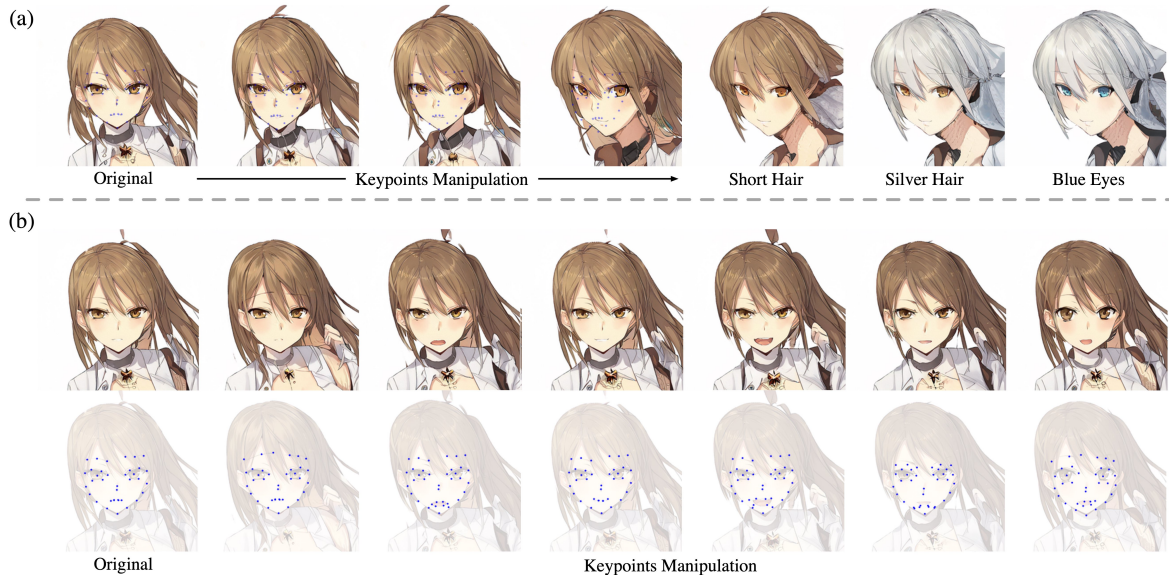 (a)
Original Keypoints Manipulation Short Hair Silver Hair Blue Eyes
(b)
Original Keypoints Manipulation